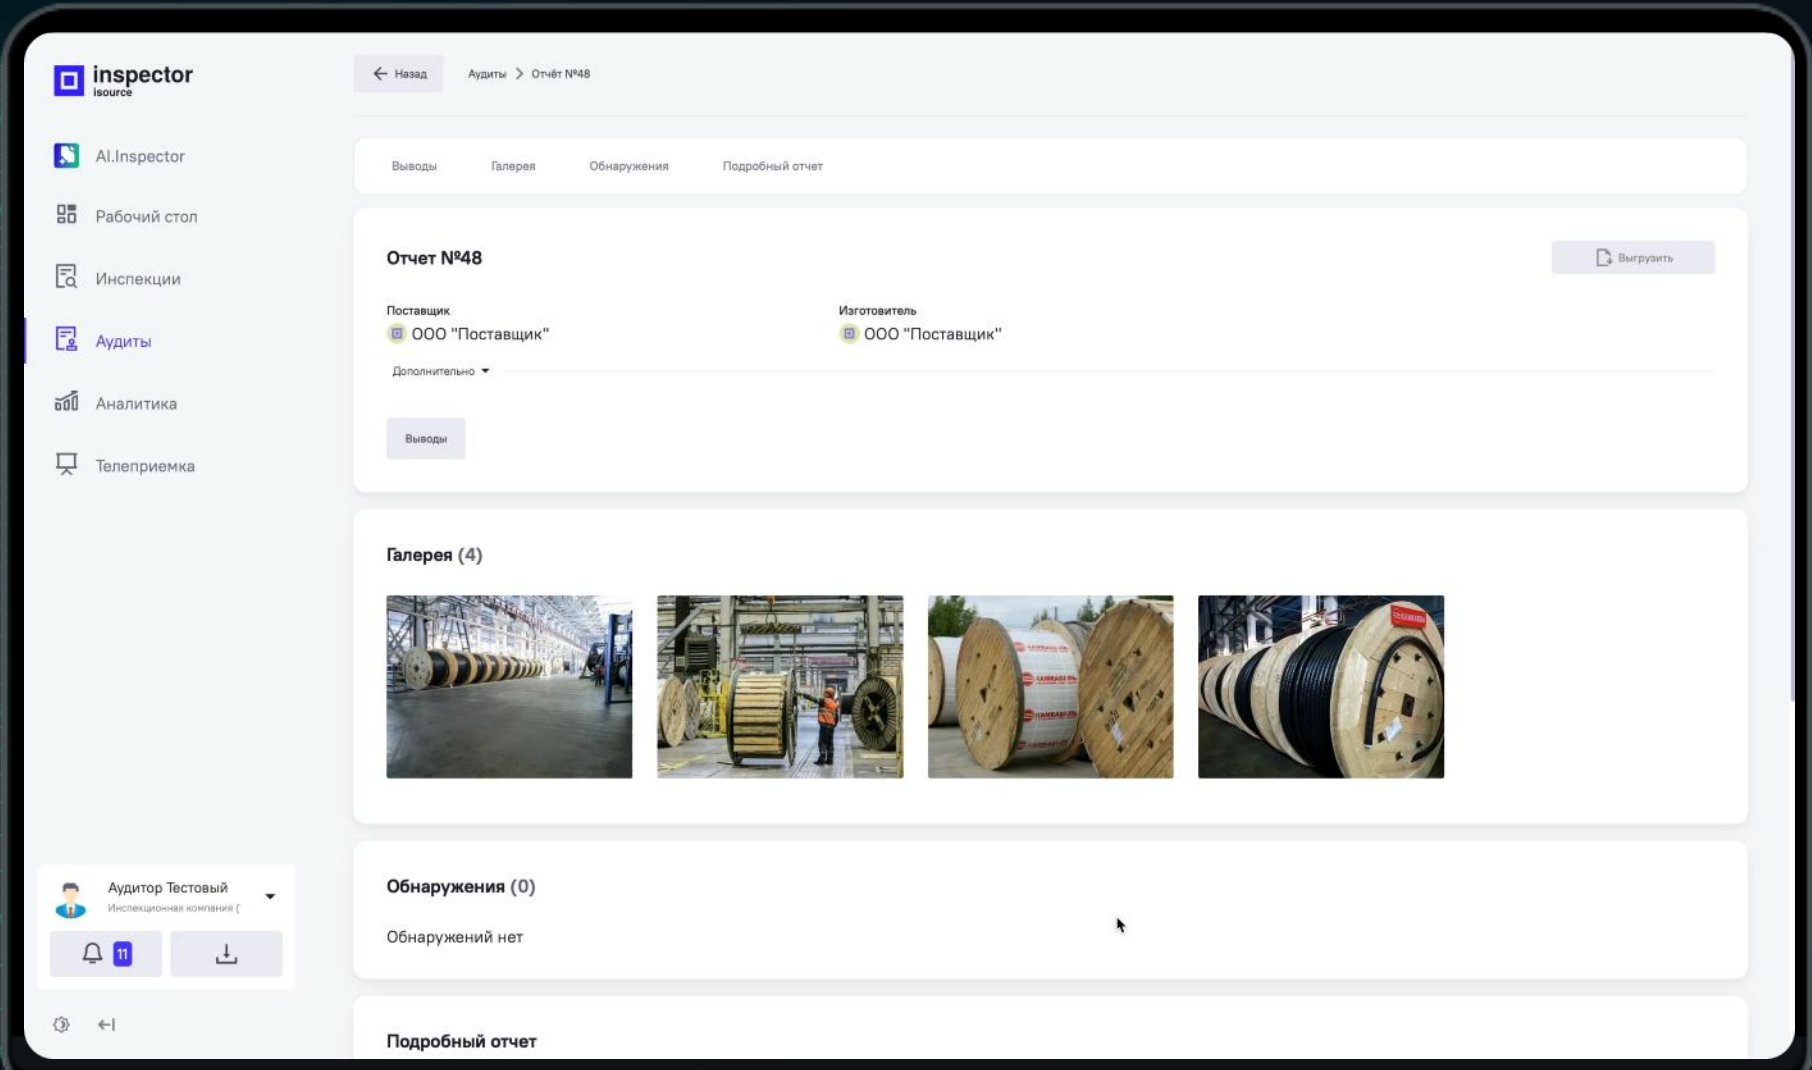 inspector
isource
AI.Inspector
Рабочий стол
Инспекции
Аудиты
Аналитика
Телеприемка
Аудитор Тестовый
Инспекционная компания (
11
Назад
Аудиты > Отчёт №48
Выводы
Галерея
Обнаружения
Подробный отчет
Отчет №48
Выгрузить
Поставщик
ООО "Поставщик"
Изготовитель
ООО "Поставщик"
Дополнительно
Выводы
Галерея (4)
Обнаружения (0)
Обнаружений нет
Подробный отчет